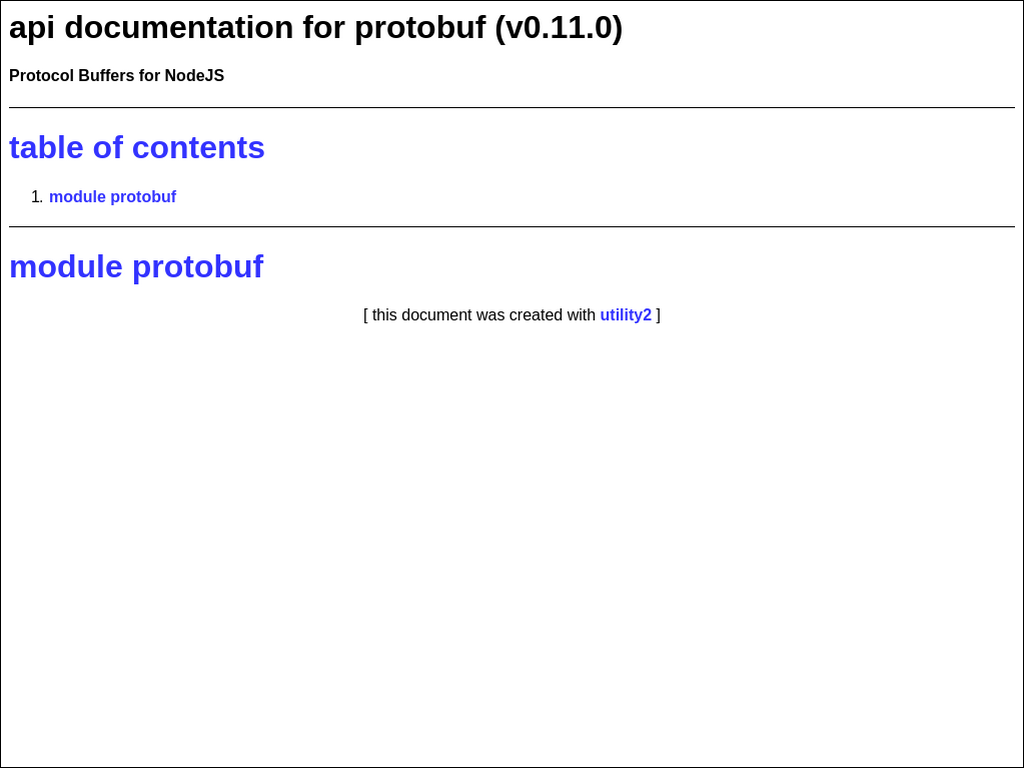 api documentation for protobuf (v0.11.0)
Protocol Buffers for NodeJS
table of contents
1. module protobuf
module protobuf
[ this document was created with utility2 ]